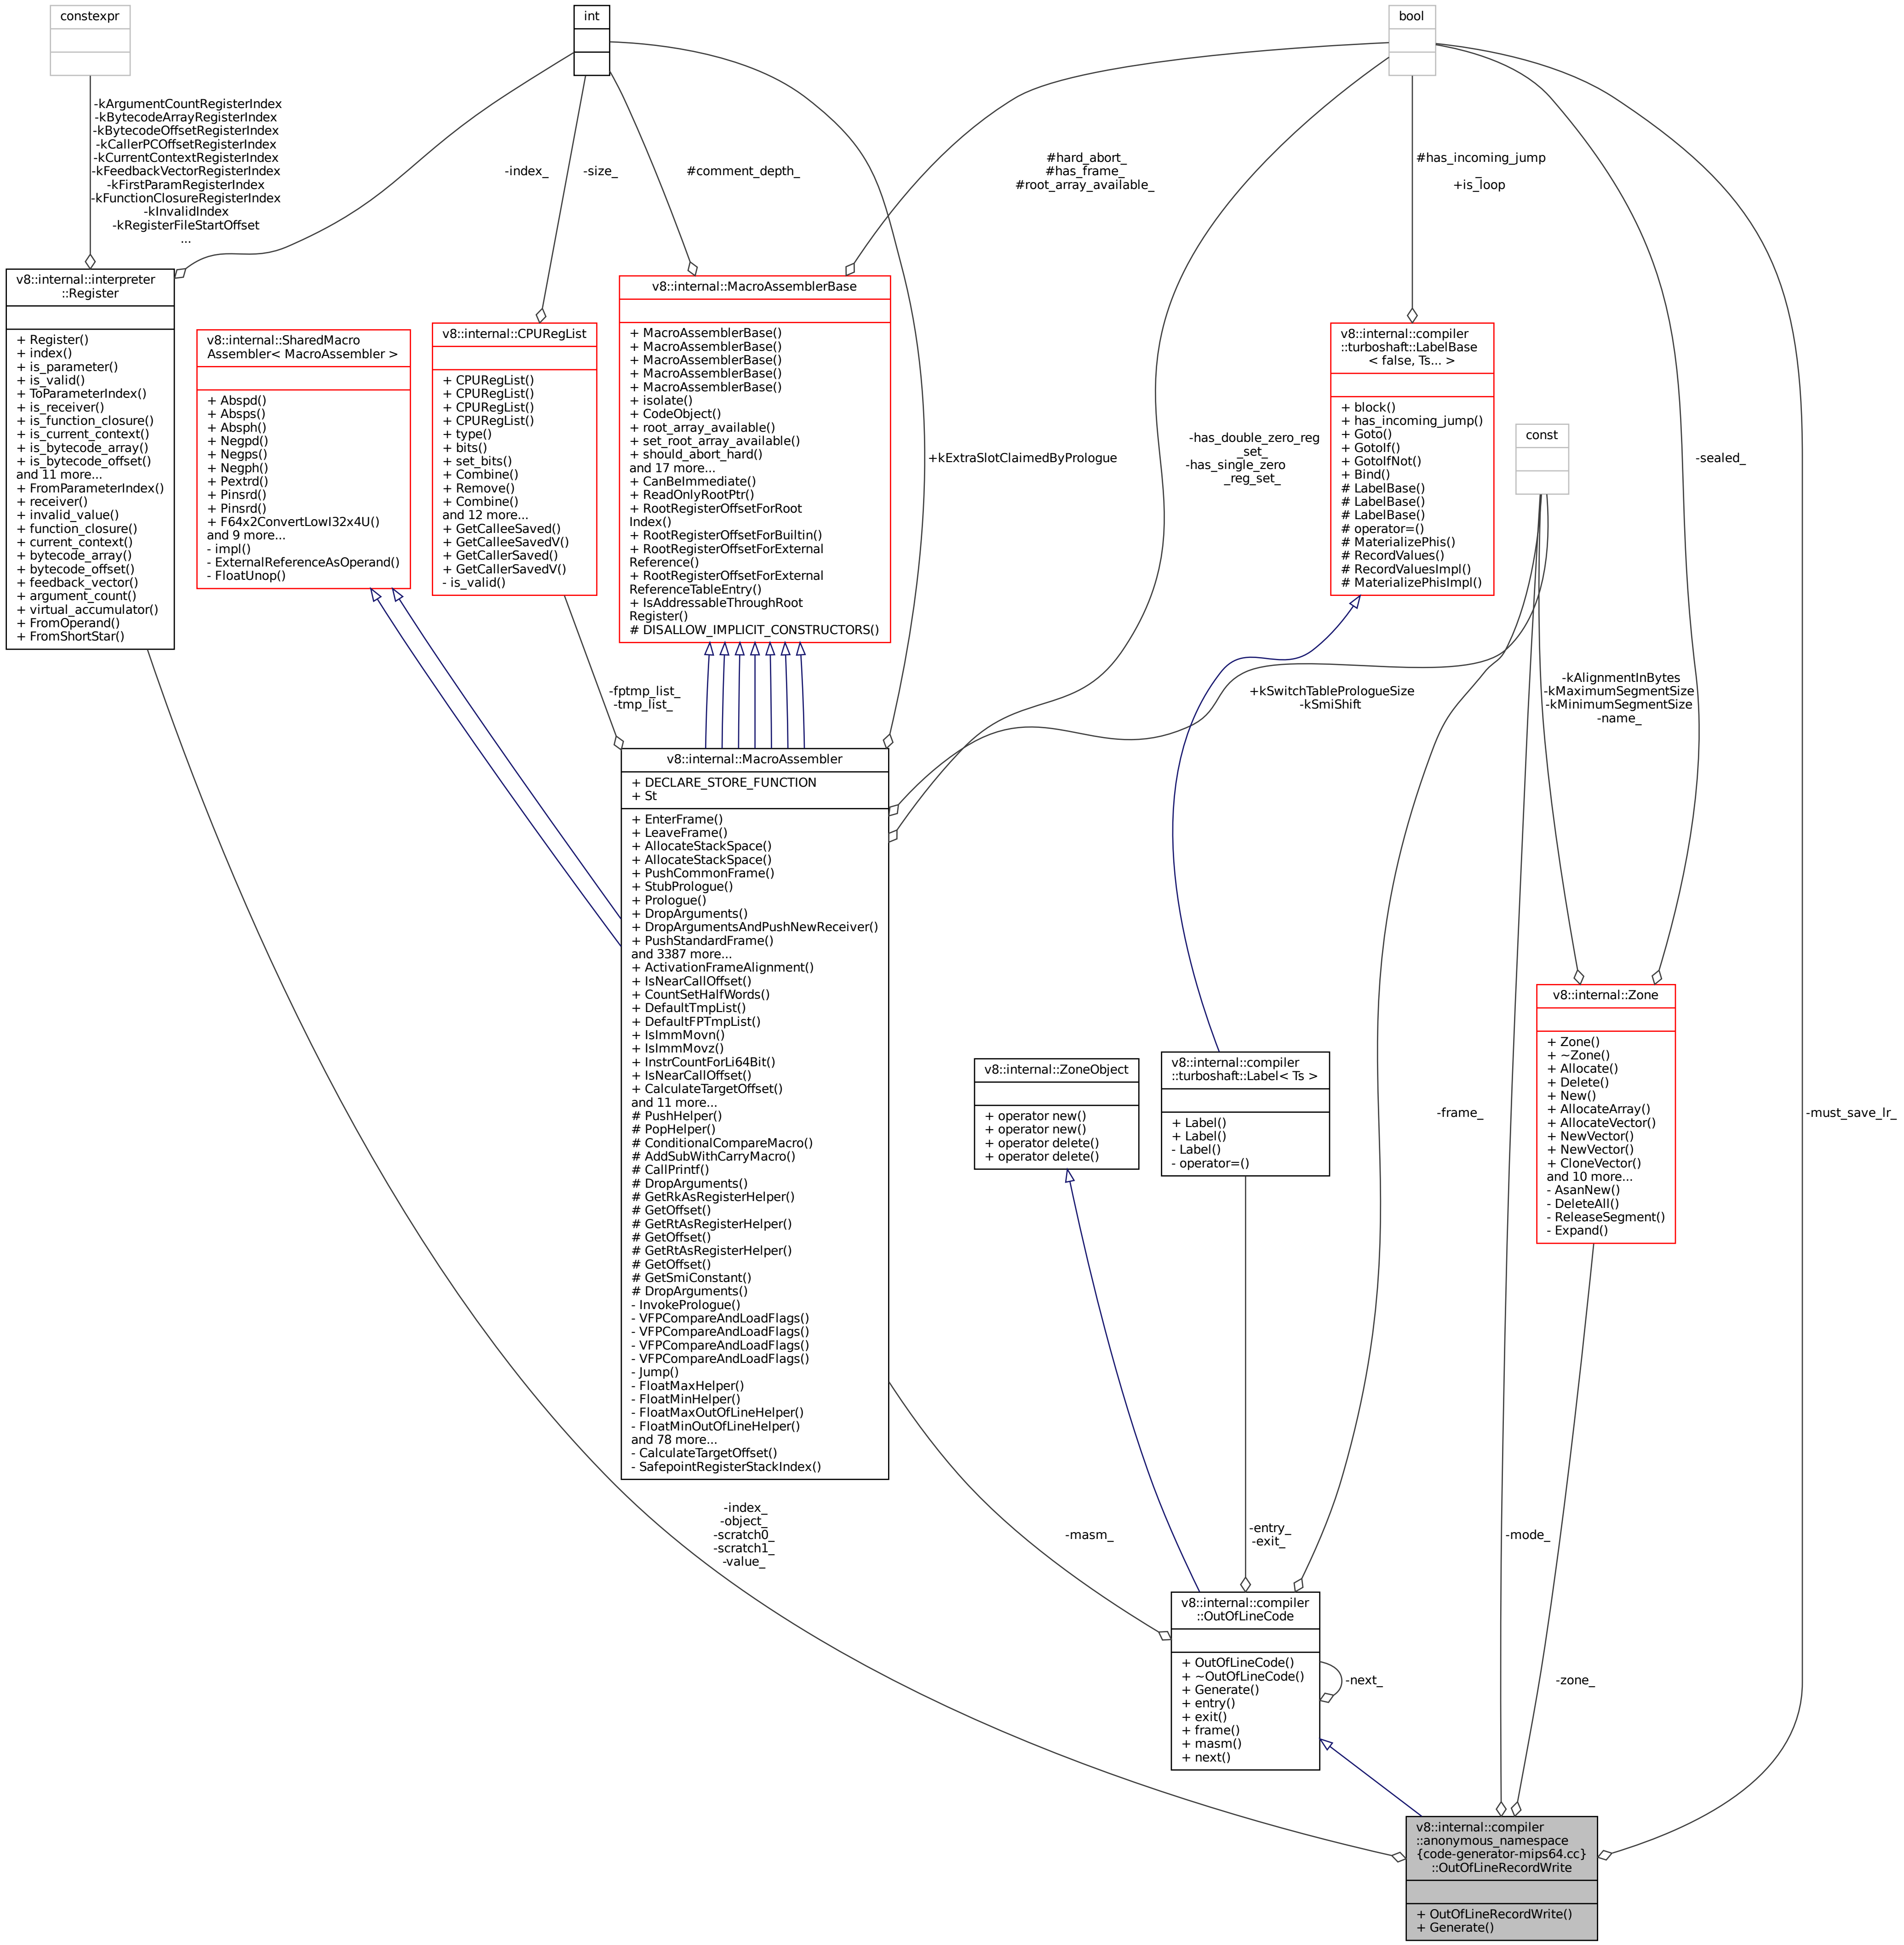 constexpr
int
bool
-kArgumentCountRegisterIndex
-kBytecodeArrayRegisterIndex
-kBytecodeOffsetRegisterIndex
-kCallerPCOffsetRegisterIndex
-kCurrentContextRegisterIndex
-kFeedbackVectorRegisterIndex
-kFirstParamRegisterIndex
-kFunctionClosureRegisterIndex
-kInvalidIndex
-kRegisterFileStartOffset
...
-index_
-size_
#comment_depth_
#hard_abort_
#has_frame_
#root_array_available_
#has_incoming_jump
_
+is_loop
v8::internal::interpreter
::Register
+ Register()
+ index()
+ is_parameter()
+ is_valid()
+ ToParameterIndex()
+ is_receiver()
+ is_function_closure()
+ is_current_context()
+ is_bytecode_array()
+ is_bytecode_offset()
and 11 more...
+ FromParameterIndex()
+ receiver()
+ invalid_value()
+ function_closure()
+ current_context()
+ bytecode_array()
+ bytecode_offset()
+ feedback_vector()
+ argument_count()
+ virtual_accumulator()
+ FromOperand()
+ FromShortStar()
v8::internal::SharedMacro
Assembler< MacroAssembler >
+ Abspd()
+ Absps()
+ Absph()
+ Negpd()
+ Negps()
+ Negph()
+ Pextrd()
+ Pinsrd()
+ Pinsrd()
+ F64x2ConvertLowI32x4U()
and 9 more...
- impl()
- ExternalReferenceAsOperand()
- FloatUnop()
v8::internal::CPURegList
+ CPURegList()
+ CPURegList()
+ CPURegList()
+ CPURegList()
+ type()
+ bits()
+ set_bits()
+ Combine()
+ Remove()
+ Combine()
and 12 more...
+ GetCalleeSaved()
+ GetCalleeSavedV()
+ GetCallerSaved()
+ GetCallerSavedV()
- is_valid()
v8::internal::MacroAssemblerBase
+ MacroAssemblerBase()
+ MacroAssemblerBase()
+ MacroAssemblerBase()
+ MacroAssemblerBase()
+ MacroAssemblerBase()
+ isolate()
+ CodeObject()
+ root_array_available()
+ set_root_array_available()
+ should_abort_hard()
and 17 more...
+ CanBeImmediate()
+ ReadOnlyRootPtr()
+ RootRegisterOffsetForRoot
Index()
+ RootRegisterOffsetForBuiltin()
+ RootRegisterOffsetForExternal
Reference()
+ RootRegisterOffsetForExternal
ReferenceTableEntry()
+ IsAddressableThroughRoot
Register()
# DISALLOW_IMPLICIT_CONSTRUCTORS()
+kExtraSlotClaimedByPrologue
-has_double_zero_reg
_set_
-has_single_zero
_reg_set_
v8::internal::compiler
::turboshaft::LabelBase
< false, Ts... >
+ block()
+ has_incoming_jump()
+ Goto()
+ GotoIf()
+ GotoIfNot()
+ Bind()
# LabelBase()
# LabelBase()
# LabelBase()
# operator=()
# MaterializePhis()
# RecordValues()
# RecordValuesImpl()
# MaterializePhisImpl()
const
-sealed_
-fptmp_list_
-tmp_list_
+kSwitchTablePrologueSize
-kSmiShift
-kAlignmentInBytes
-kMaximumSegmentSize
-kMinimumSegmentSize
-name_
v8::internal::MacroAssembler
+ DECLARE_STORE_FUNCTION
+ St
+ EnterFrame()
+ LeaveFrame()
+ AllocateStackSpace()
+ AllocateStackSpace()
+ PushCommonFrame()
+ StubPrologue()
+ Prologue()
+ DropArguments()
+ DropArgumentsAndPushNewReceiver()
+ PushStandardFrame()
and 3387 more...
+ ActivationFrameAlignment()
+ IsNearCallOffset()
+ CountSetHalfWords()
+ DefaultTmpList()
+ DefaultFPTmpList()
+ IsImmMovn()
+ IsImmMovz()
+ InstrCountForLi64Bit()
+ IsNearCallOffset()
+ CalculateTargetOffset()
and 11 more...
# PushHelper()
# PopHelper()
# ConditionalCompareMacro()
# AddSubWithCarryMacro()
# CallPrintf()
# DropArguments()
# GetRkAsRegisterHelper()
# GetOffset()
# GetRtAsRegisterHelper()
# GetOffset()
# GetRtAsRegisterHelper()
# GetOffset()
# GetSmiConstant()
# DropArguments()
- InvokePrologue()
- VFPCompareAndLoadFlags()
- VFPCompareAndLoadFlags()
- VFPCompareAndLoadFlags()
- VFPCompareAndLoadFlags()
- Jump()
- FloatMaxHelper()
- FloatMinHelper()
- FloatMaxOutOfLineHelper()
- FloatMinOutOfLineHelper()
and 78 more...
- CalculateTargetOffset()
- SafepointRegisterStackIndex()
v8::internal::ZoneObject
+ operator new()
+ operator new()
+ operator delete()
+ operator delete()
v8::internal::compiler
::turboshaft::Label< Ts >
+ Label()
+ Label()
- Label()
- operator=()
-frame_
v8::internal::Zone
+ Zone()
+ ~Zone()
+ Allocate()
+ Delete()
+ New()
+ AllocateArray()
+ AllocateVector()
+ NewVector()
+ NewVector()
+ CloneVector()
and 10 more...
- AsanNew()
- DeleteAll()
- ReleaseSegment()
- Expand()
-must_save_lr_
-index_
-object_
-scratch0_
-scratch1_
-value_
-masm_
-entry_
-exit_
-mode_
v8::internal::compiler
::OutOfLineCode
+ OutOfLineCode()
+ ~OutOfLineCode()
+ Generate()
+ entry()
+ exit()
+ frame()
+ masm()
+ next()
-next_
-zone_
v8::internal::compiler
::anonymous_namespace
{code-generator-mips64.cc}
::OutOfLineRecordWrite
+ OutOfLineRecordWrite()
+ Generate()